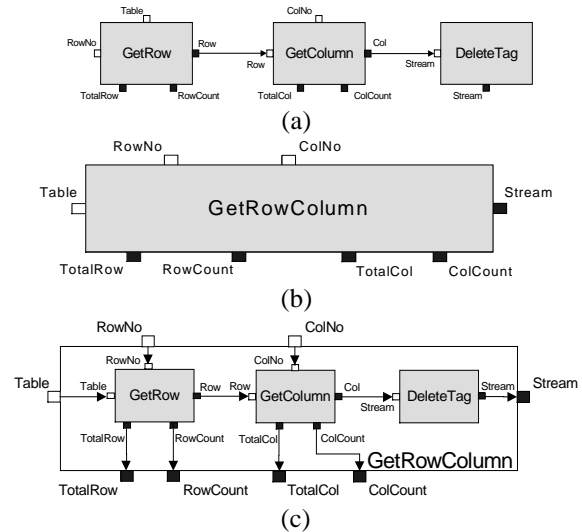 Table
ColNo
RowNo
GetRow
Row
Row
GetColumn
Col
Stream
DeleteTag
TotalRow
RowCount
TotalCol
ColCount
Stream
(a)
RowNo
ColNo
Table
GetRowColumn
Stream
TotalRow
RowCount
TotalCol
ColCount
(b)
RowNo
ColNo
RowNo
ColNo
Table
Table
GetRow
Row
Row
GetColumn
Col
Stream
DeleteTag
Stream
Stream
TotalRow
RowCount
TotalCol
ColCount
GetRowColumn
TotalRow
RowCount
TotalCol
ColCount
(c)